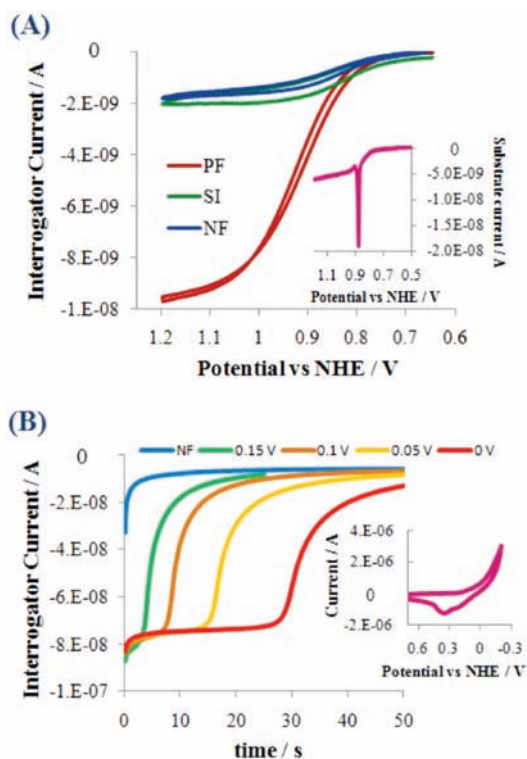 (A)
Interrogator Current / A
0
-2.E-09
-4.E-09
-6.E-09
-8.E-09
-1.E-08
PF
SI
NF
1.2 1.1 1 0.9 0.8 0.7 0.6
Potential vs NHE / V
Substrate current / A
0
-5.0E-09
-1.0E-08
-1.5E-08
-2.0E-08
1.1 0.9 0.7 0.5
Potential vs NHE / V
(B)
NF 0.15 V 0.1 V 0.05 V 0 V
Interrogator Current / A
0
-2.E-08
-4.E-08
-6.E-08
-8.E-08
-1.E-07
0 10 20 30 40 50
time / s
Current / A
4.E-06
2.E-06
0
-2.E-06
0.6 0.3 0 -0.3
Potential vs NHE / V